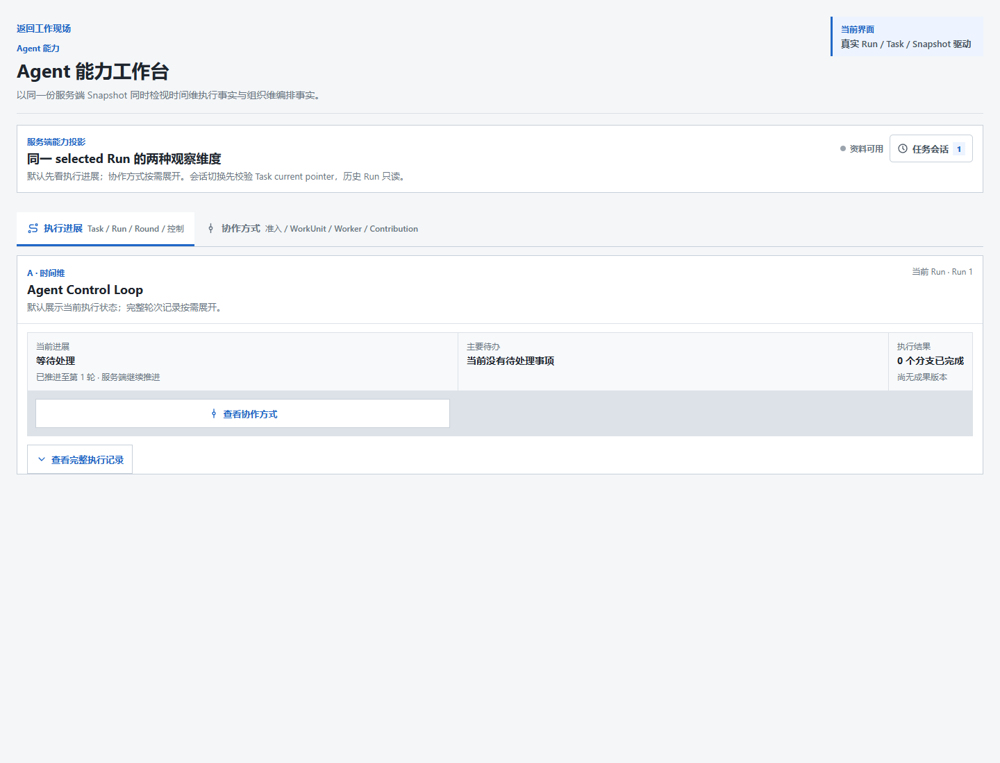 返回工作现场
Agent 能力
Agent 能力工作台
以同一份服务端 Snapshot 同时检视时间维执行事实与组织维编排事实。
当前界面
真实 Run / Task / Snapshot 驱动
服务端能力投影
同一 selected Run 的两种观察维度
默认先看执行进展；协作方式按需展开。会话切换先校验 Task current pointer，历史 Run 只读。
资料可用
任务会话 1
执行进展 Task / Run / Round / 控制
协作方式 准入 / WorkUnit / Worker / Contribution
A · 时间维
Agent Control Loop
默认展示当前执行状态；完整轮次记录按需展开。
当前 Run · Run 1
当前进展
等待处理
已推进至第 1 轮 · 服务端继续推进
主要待办
当前没有待处理事项
执行结果
0 个分支已完成
尚无成果版本
查看协作方式
查看完整执行记录